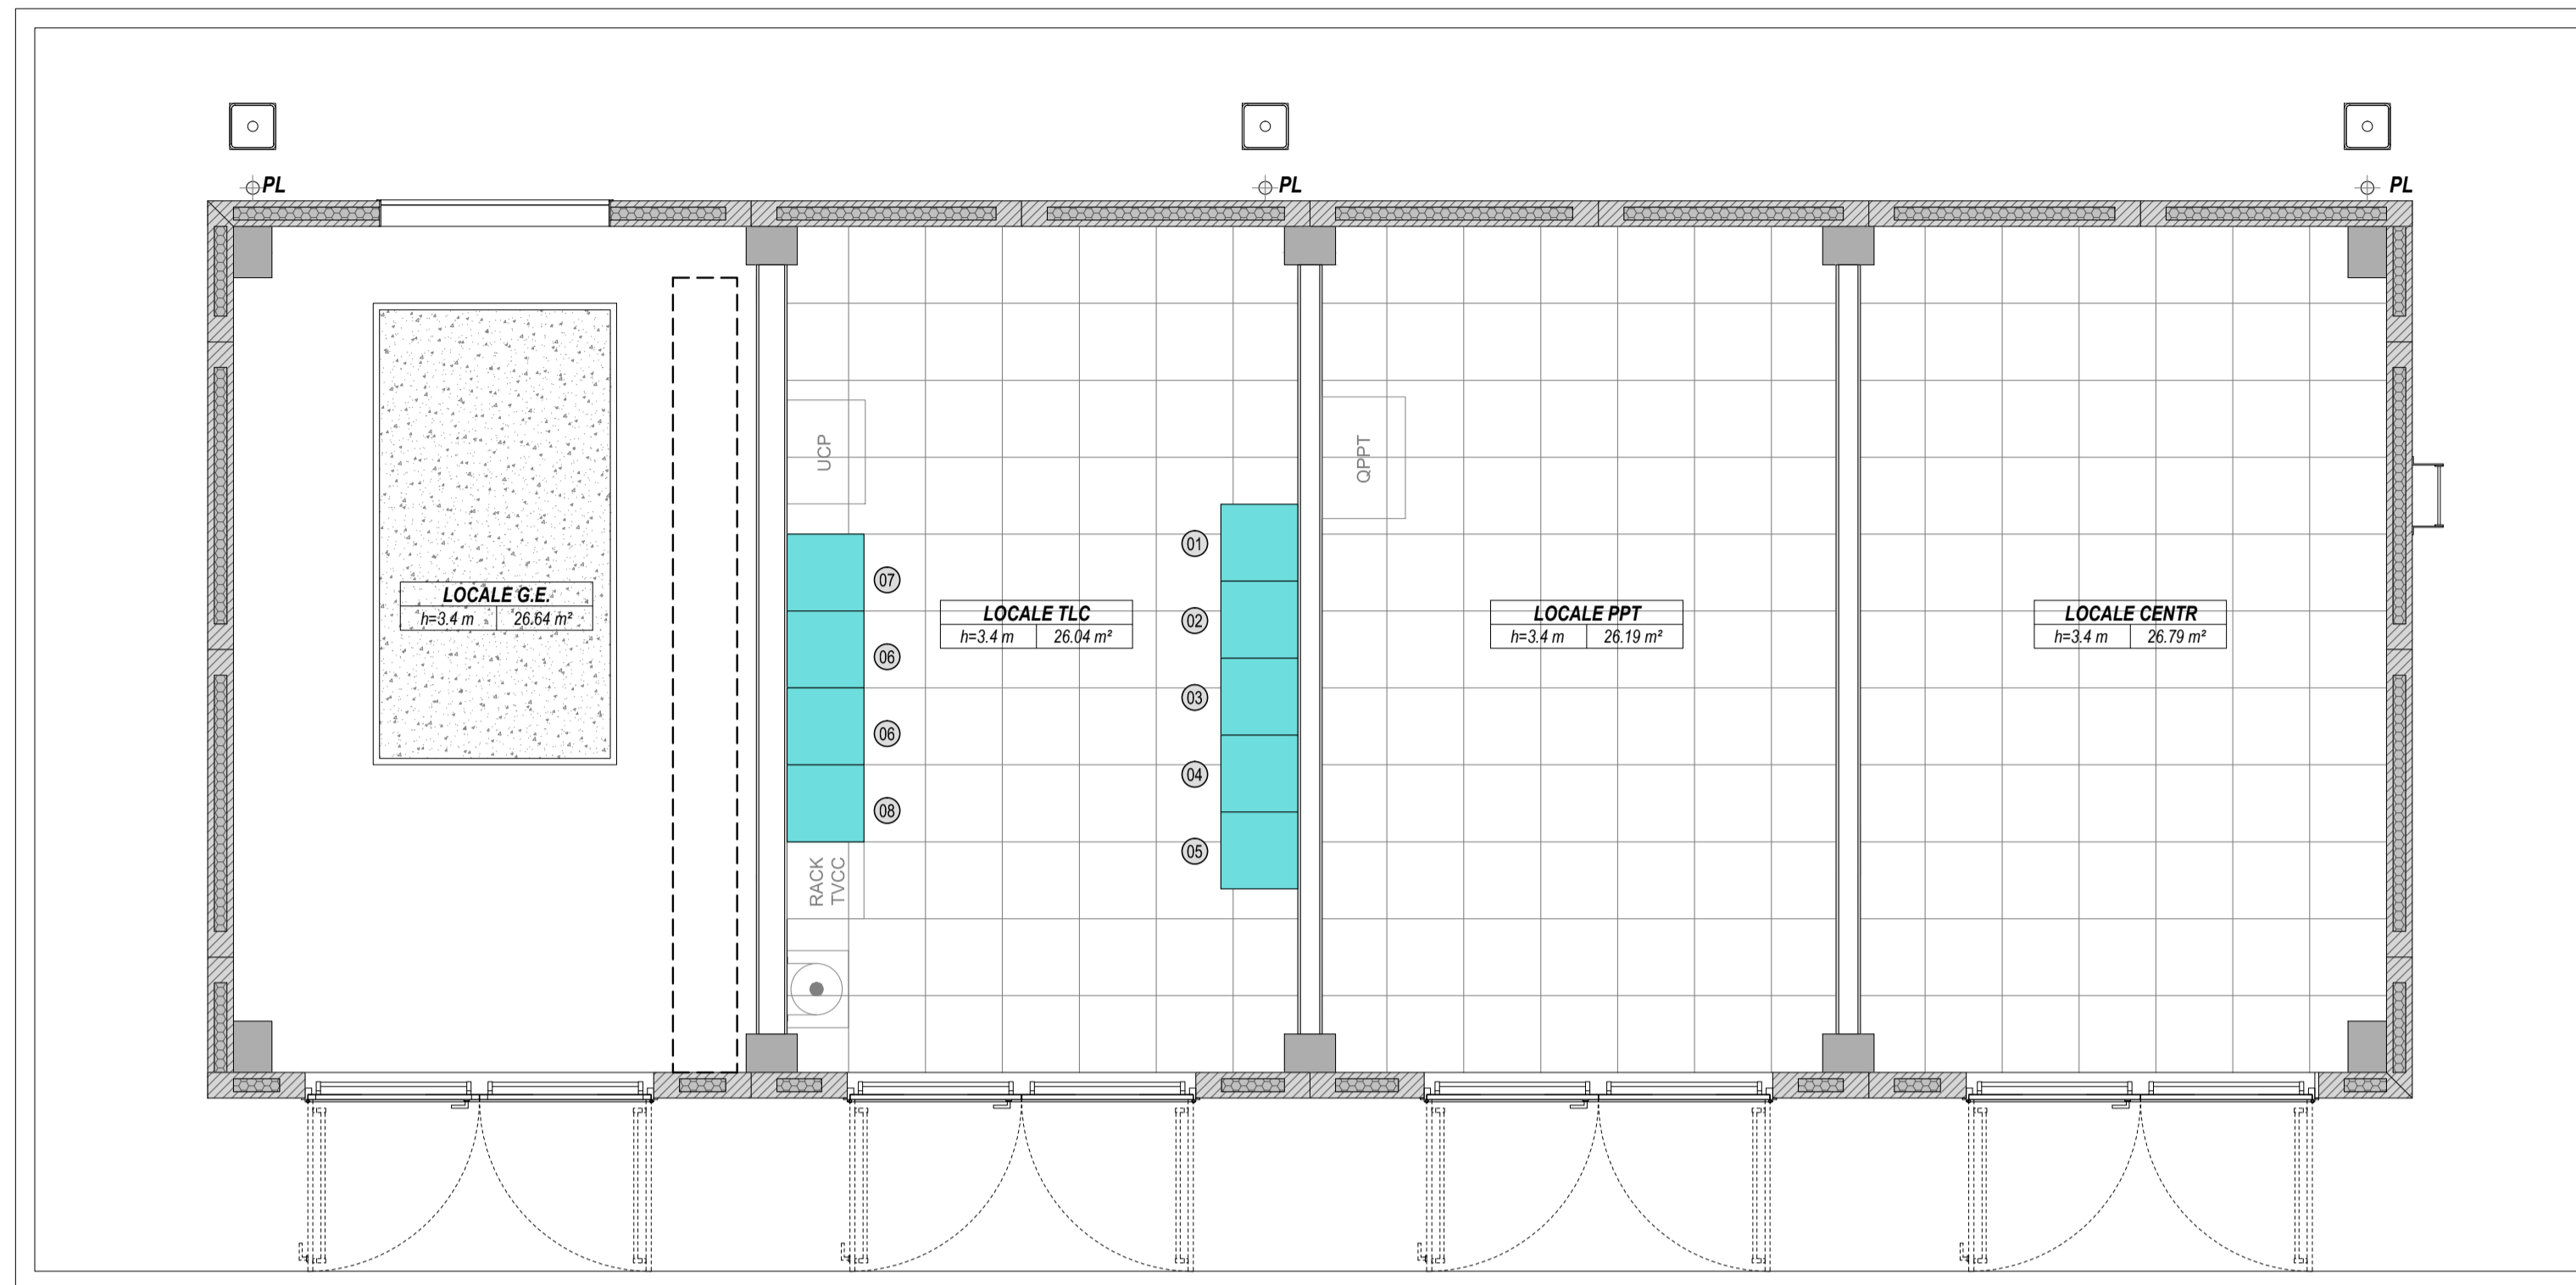 PL
PL
PL
UCP
QPPT
01
07
LOCALE G.E.
h=3.4 m 26.64 m²
LOCALE TLC
h=3.4 m 26.04 m²
02
LOCALE PPT
h=3.4 m 26.19 m²
LOCALE CENTR
h=3.4 m 26.79 m²
06
03
06
04
08
05
RACK
TVCC